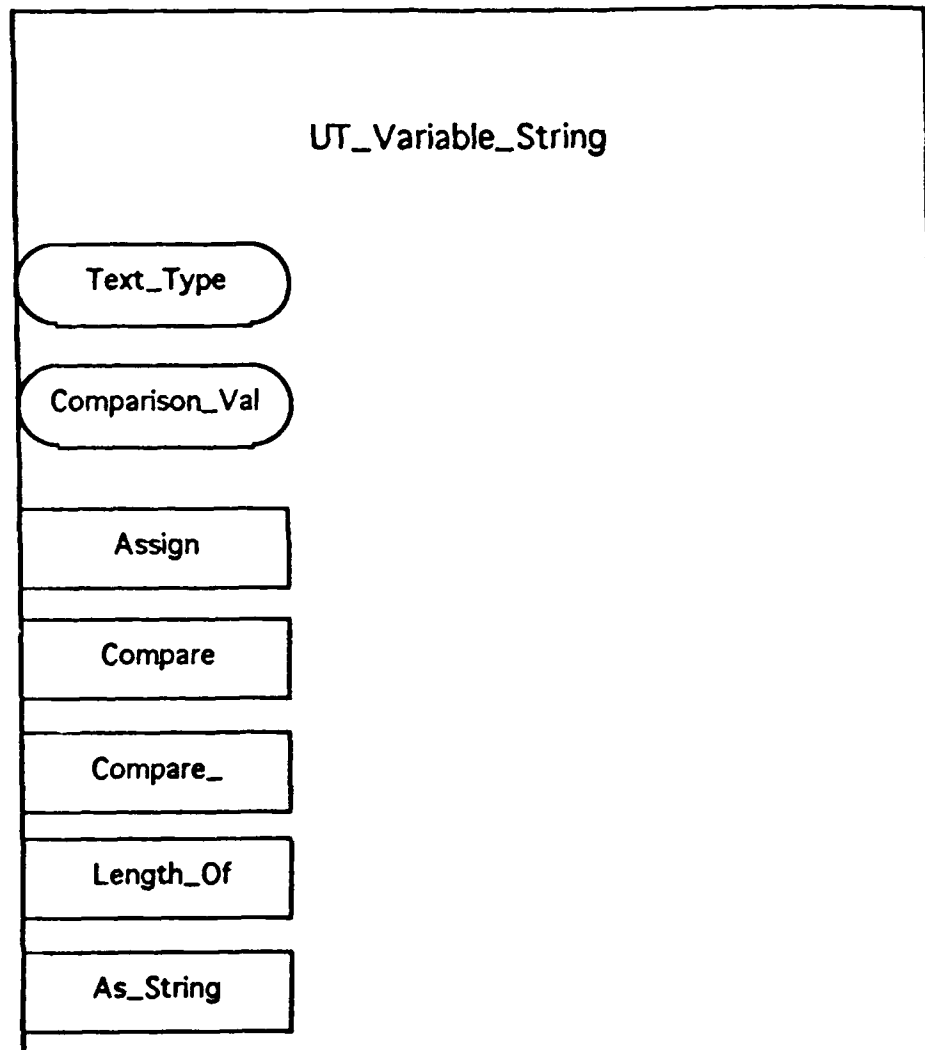 UT_Variable_String
Text_Type
Comparison_Val
Assign
Compare
Compare_
Length_Of
As_String